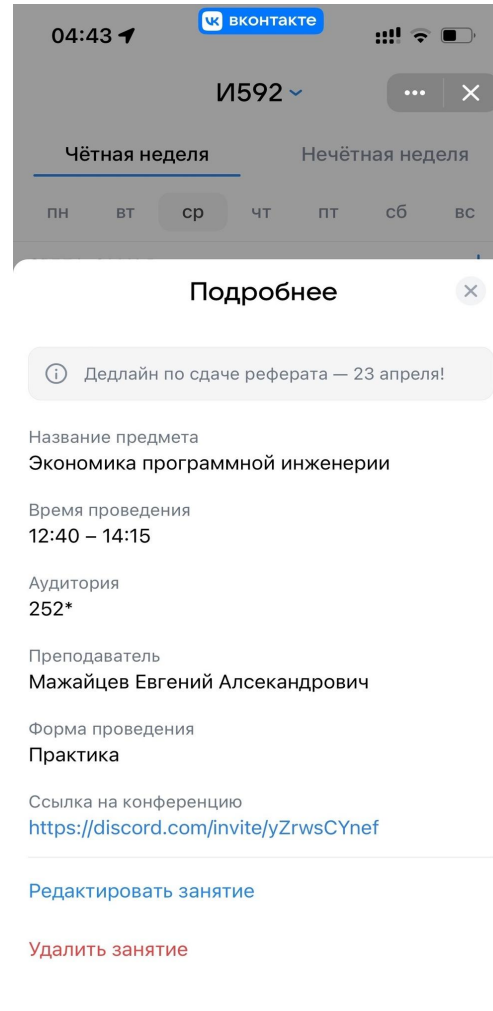 04:43
вконтакте
И592
Чётная неделя
Нечётная неделя
пн вт ср чт пт сб вс
Подробнее
Дедлайн по сдаче реферата — 23 апреля!
Название предмета
Экономика программной инженерии
Время проведения
12:40 – 14:15
Аудитория
252*
Преподаватель
Мажайцев Евгений Алсекандрович
Форма проведения
Практика
Ссылка на конференцию
https://discord.com/invite/yZrwsCYnef
Редактировать занятие
Удалить занятие